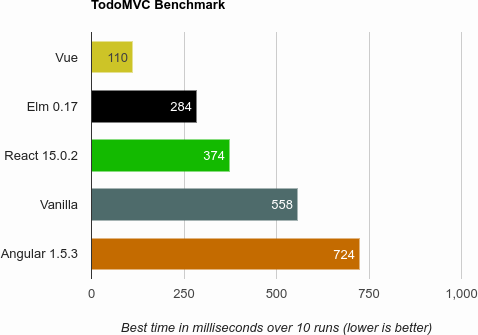 TodoMVC Benchmark
Vue 110
Elm 0.17 284
React 15.0.2 374
Vanilla 558
Angular 1.5.3 724
0 250 500 750 1,000
Best time in milliseconds over 10 runs (lower is better)